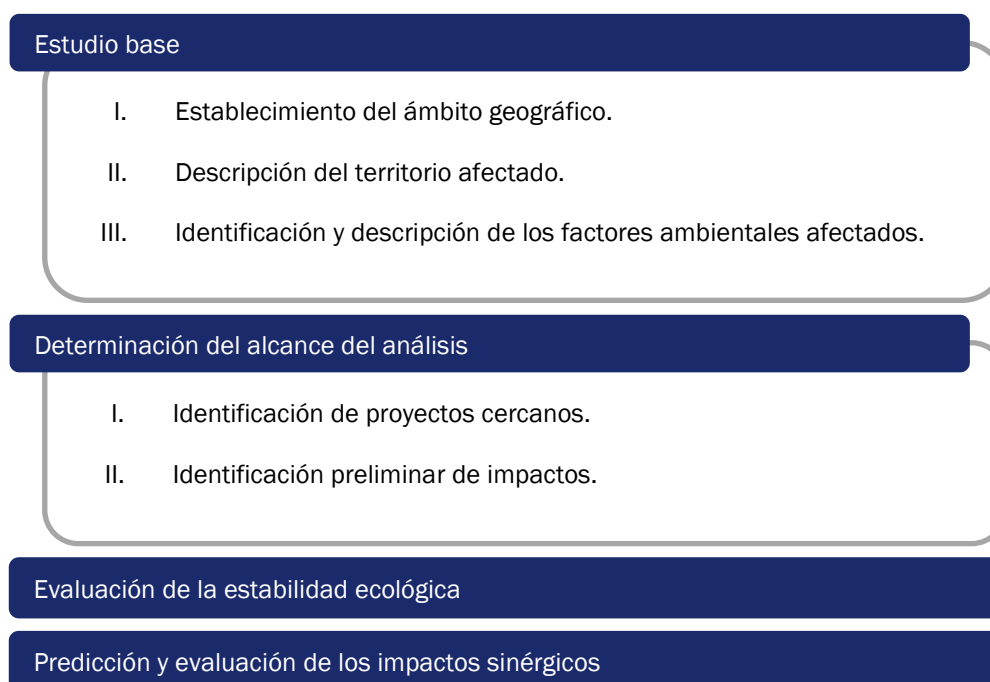 Estudio base
I. Establecimiento del ámbito geográfico.
II. Descripción del territorio afectado.
III. Identificación y descripción de los factores ambientales afectados.
Determinación del alcance del análisis
I. Identificación de proyectos cercanos.
II. Identificación preliminar de impactos.
Evaluación de la estabilidad ecológica
Predicción y evaluación de los impactos sinérgicos